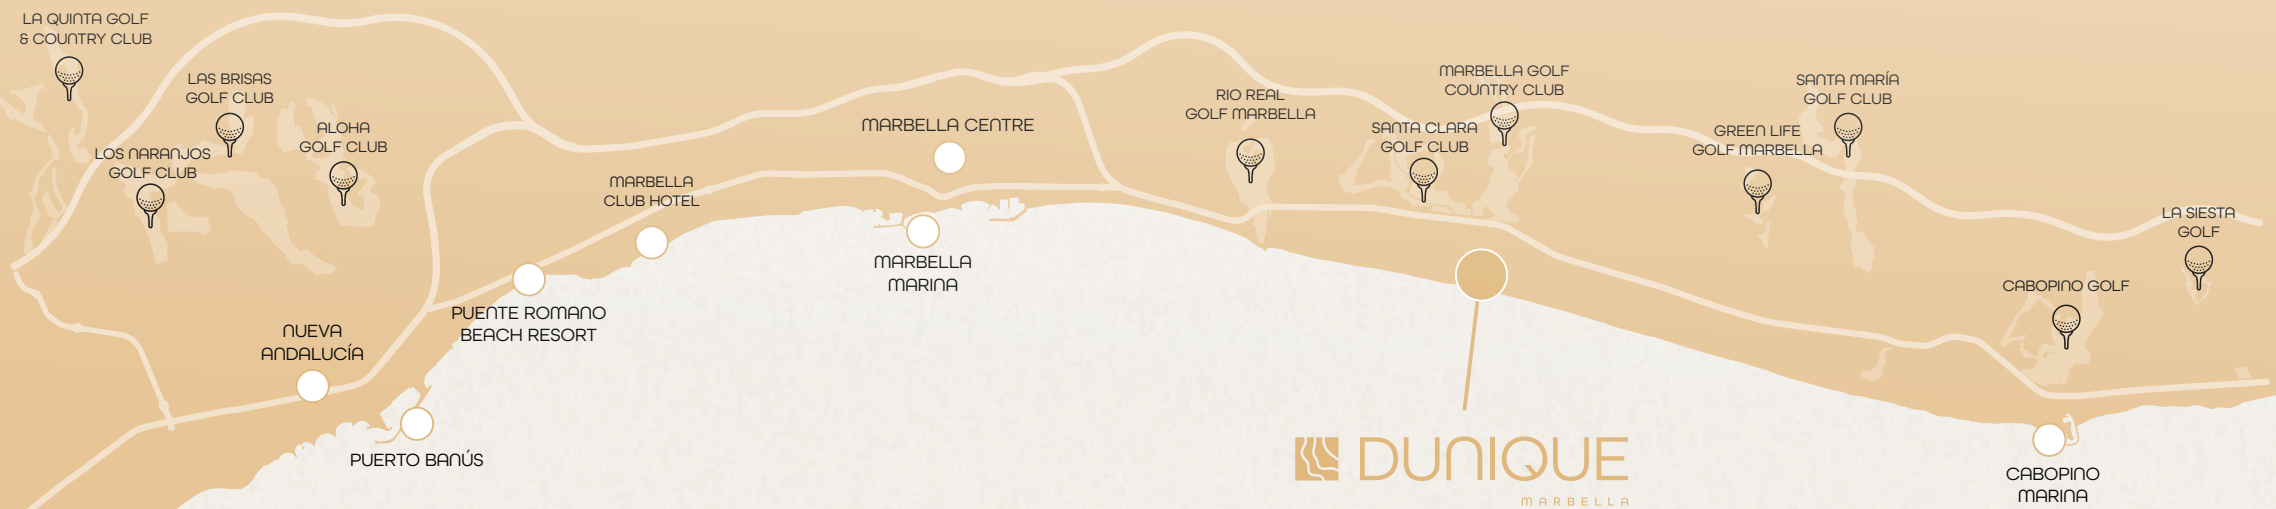 LA QUINTA GOLF
& COUNTRY CLUB
LAS BRISAS
GOLF CLUB
ALOHA
GOLF CLUB
LOS NARANJOS
GOLF CLUB
NUEVA
ANDALUCÍA
PUERTO BANÚS
PUENTE ROMANO
BEACH RESORT
MARBELLA
CLUB HOTEL
MARBELLA CENTRE
MARBELLA
MARINA
RIO REAL
GOLF MARBELLA
MARBELLA GOLF
COUNTRY CLUB
SANTA CLARA
GOLF CLUB
SANTA MARÍA
GOLF CLUB
GREEN LIFE
GOLF MARBELLA
LA SIESTA
GOLF
CABOPINO GOLF
DUNIQUE
MARBELLA
CABOPINO
MARINA